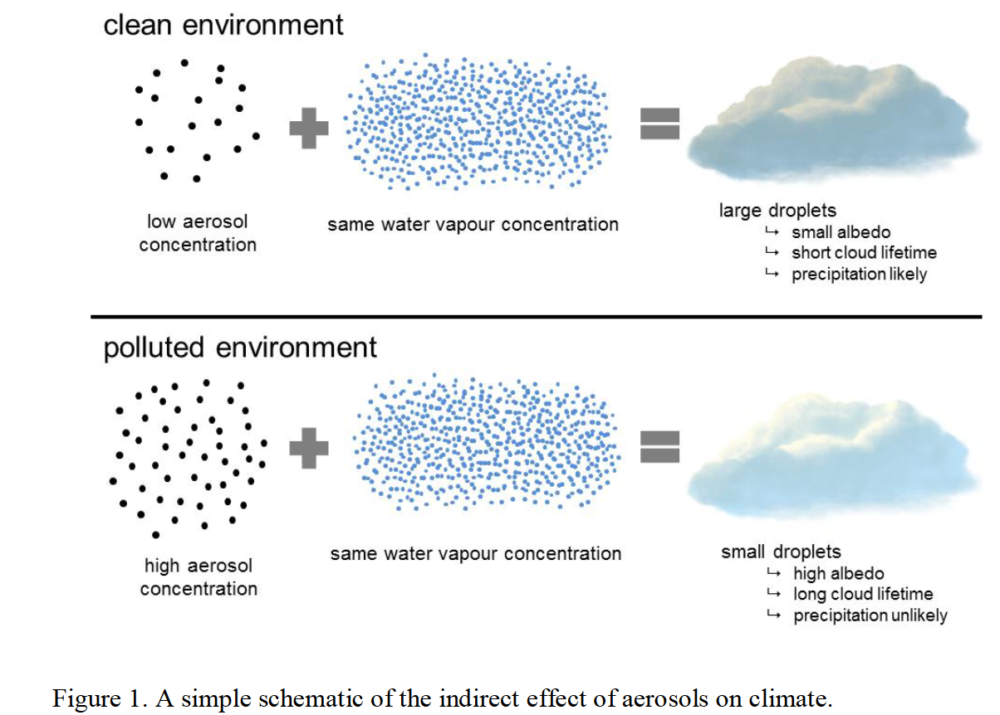 clean environment
low aerosol
concentration
same water vapour concentration
large droplets
↳ small albedo
↳ short cloud lifetime
↳ precipitation likely
polluted environment
high aerosol
concentration
same water vapour concentration
small droplets
↳ high albedo
↳ long cloud lifetime
↳ precipitation unlikely
Figure 1. A simple schematic of the indirect effect of aerosols on climate.